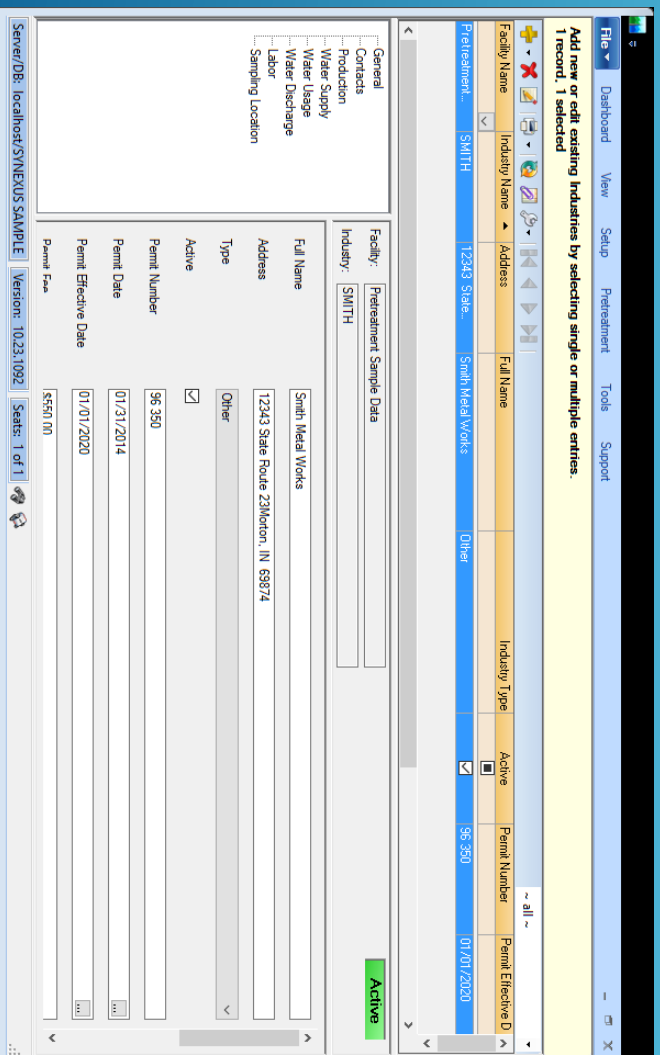 File Dashboard View Setup Pretreatment Tools Support
Add new or edit existing Industries by selecting single or multiple entries.
1 record, 1 selected
~ all ~
Facility Name Industry Name Address Full Name Industry Type Active Permit Number Permit Effective D
Pretreatment... SMITH 12343 State... Smith Metal Works Other 96 350 01/01/2020
General
Contacts
Production
Water Supply
Water Usage
Water Discharge
Labor
Sampling Location
Facility: Pretreatment Sample Data
Industry: SMITH
Active
Full Name Smith Metal Works
Address 12343 State Route 23Morton, IN 69874
Type Other
Active
Permit Number 96 350
Permit Date 01/31/2014 ...
Permit Effective Date 01/01/2020 ...
Permit Fee $550.00
Server/DB: localhost/SYNEXUS SAMPLE Version: 10.23.1092 Seats: 1 of 1